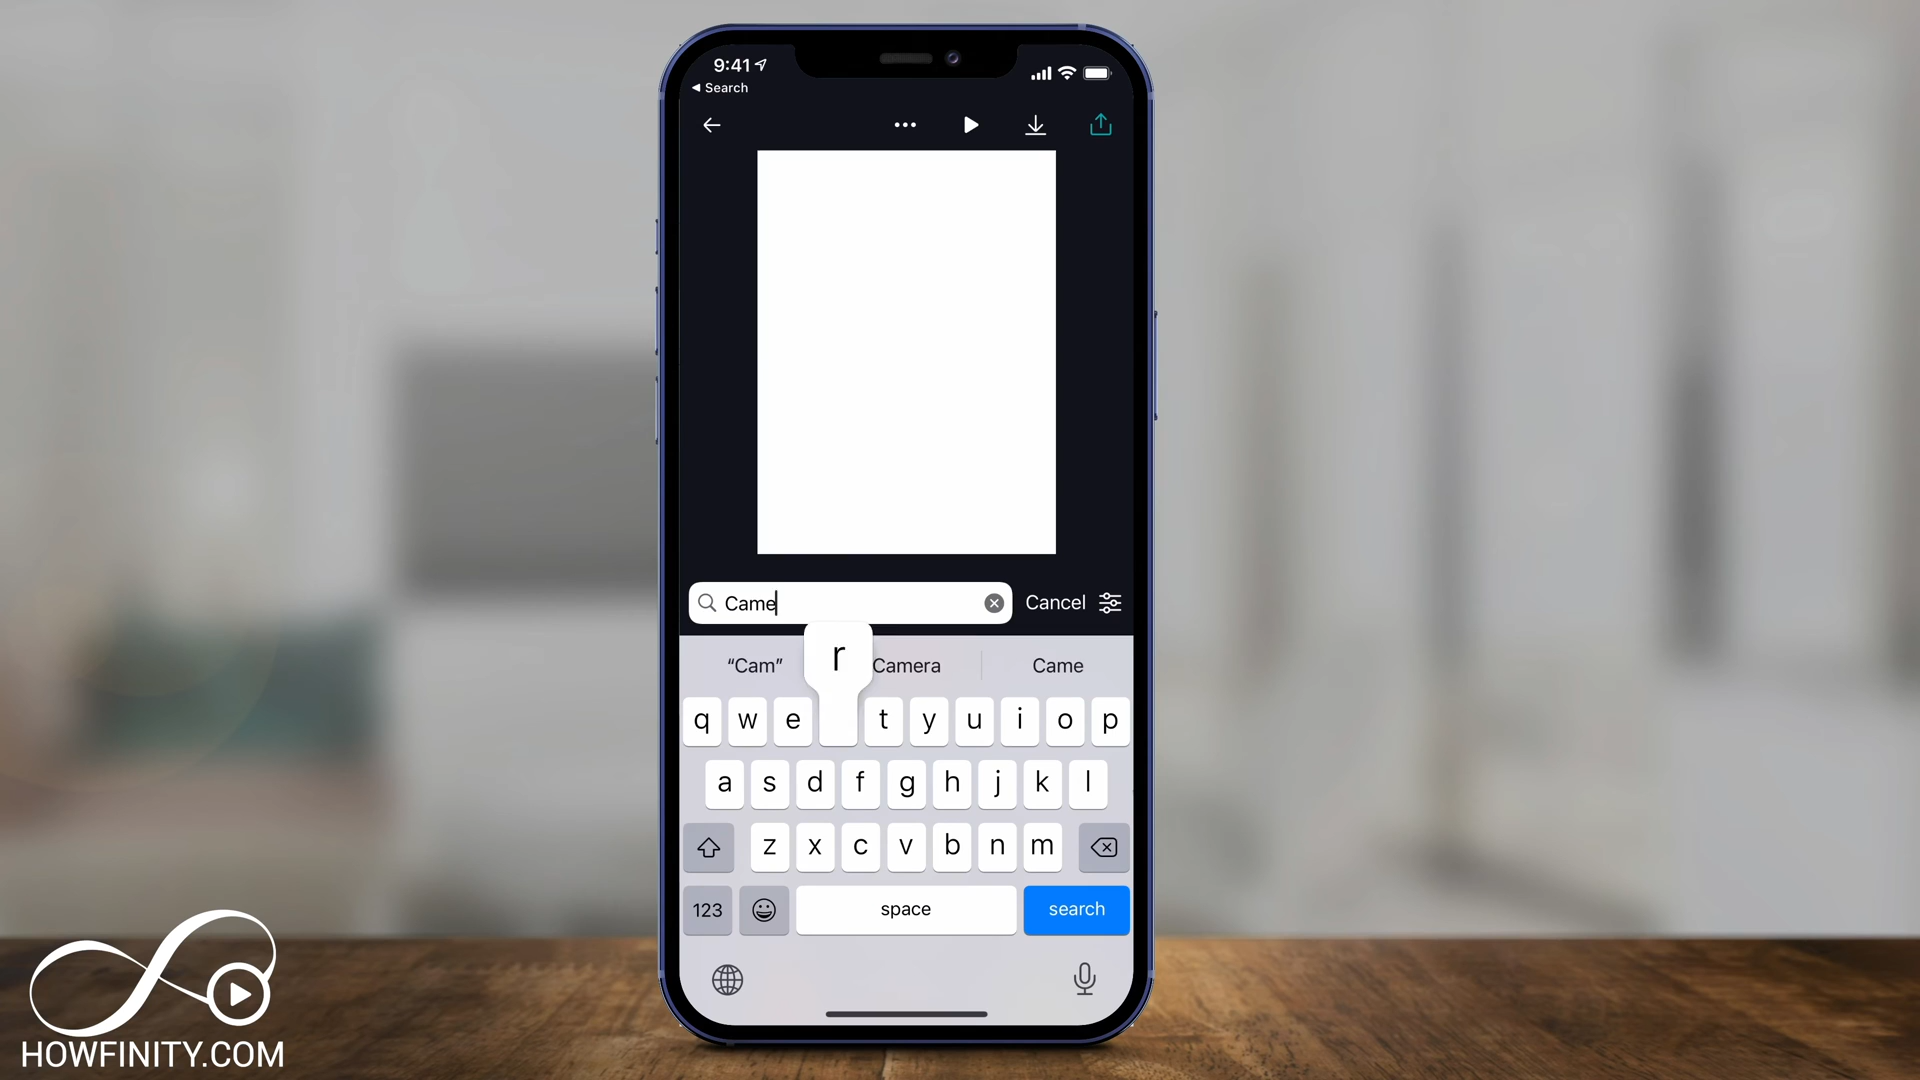 9:41
◀ Search
Came
Cancel
r
“Cam”
Camera
Came
q w e t y u i o p
a s d f g h j k l
z x c v b n m
123
space
search
HOWFINITY.COM